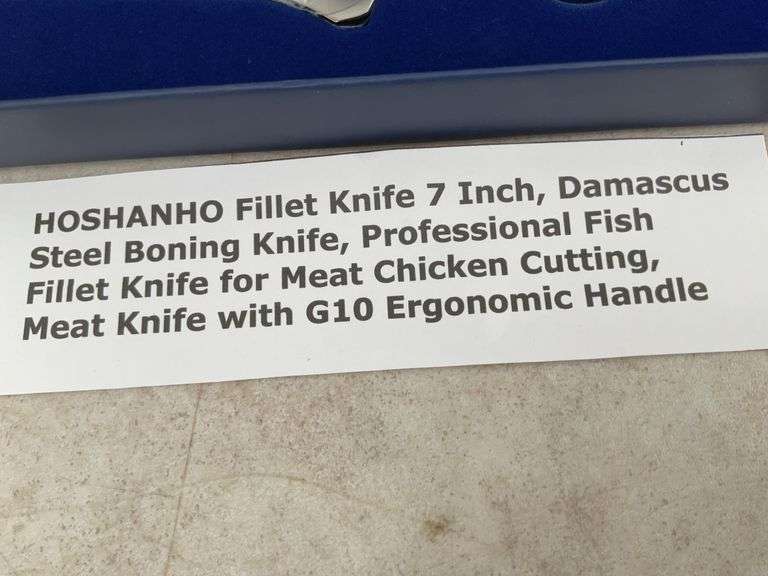 HOSHANHO Fillet Knife 7 Inch, Damascus
Steel Boning Knife, Professional Fish
Fillet Knife for Meat Chicken Cutting,
Meat Knife with G10 Ergonomic Handle